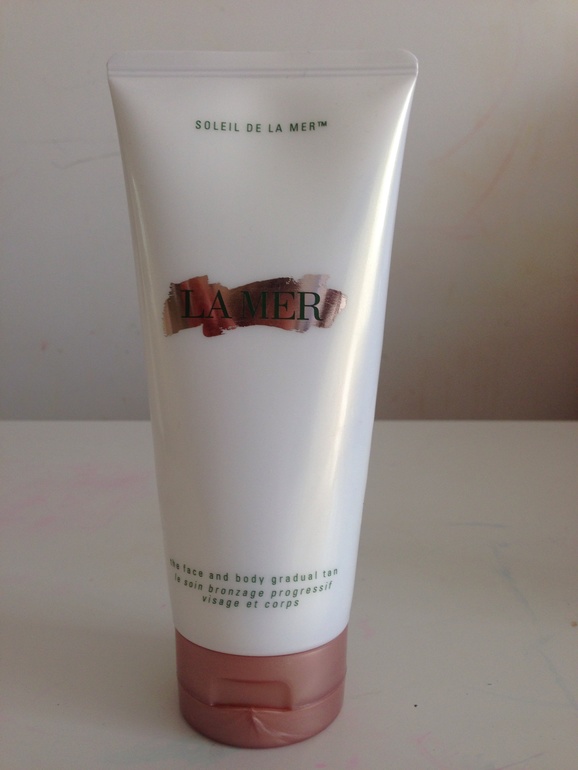 SOLEIL DE LA MER™
LA MER
the face and body gradual tan
le soin bronzage progressif
visage et corps